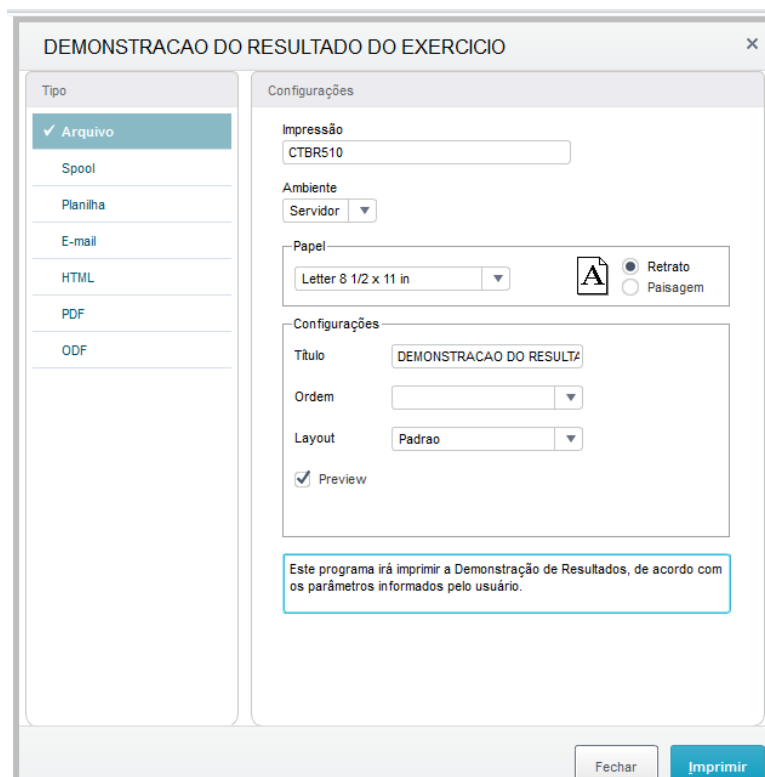 DEMONSTRACAO DO RESULTADO DO EXERCICIO
×
Tipo
Arquivo
Spool
Planilha
E-mail
HTML
PDF
ODF
Configurações
Impressão
CTBR510
Ambiente
Servidor
Papel
Letter 8 1/2 x 11 in
A
Retrato
Paisagem
Configurações
Título DEMONSTRACAO DO RESULTA
Ordem
Layout Padrao
Preview
Este programa irá imprimir a Demonstração de Resultados, de acordo com
os parâmetros informados pelo usuário.
Fechar Imprimir